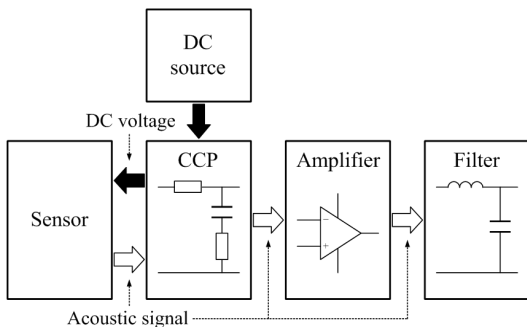 DC
source
DC voltage
Sensor
CCP
Amplifier
Filter
−
+
Acoustic signal